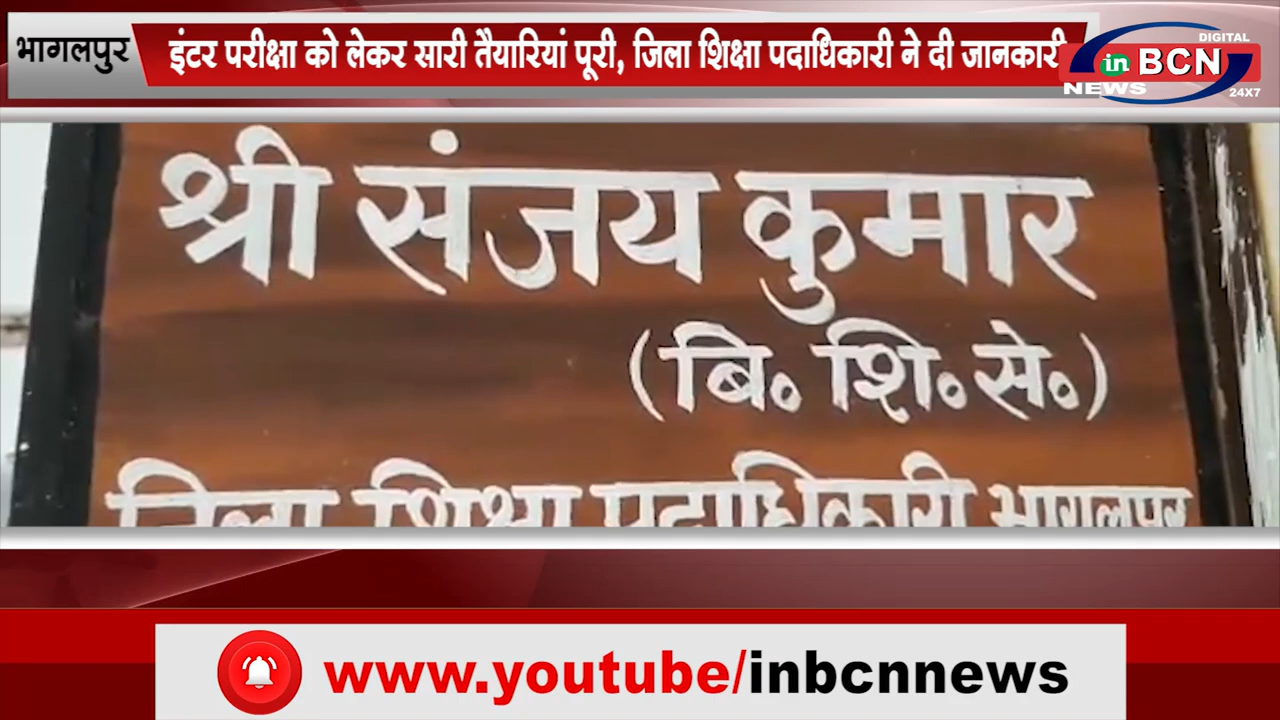 भागलपुर
इंटर परीक्षा को लेकर सारी तैयारियां पूरी, जिला शिक्षा पदाधिकारी ने दी जानकारी
DIGITAL
in BCN
NEWS
24X7
श्री संजय कुमार
(बि॰ शि॰ से॰)
जिला शिक्षा पदाधिकारी भागलपुर
www.youtube/inbcnnews